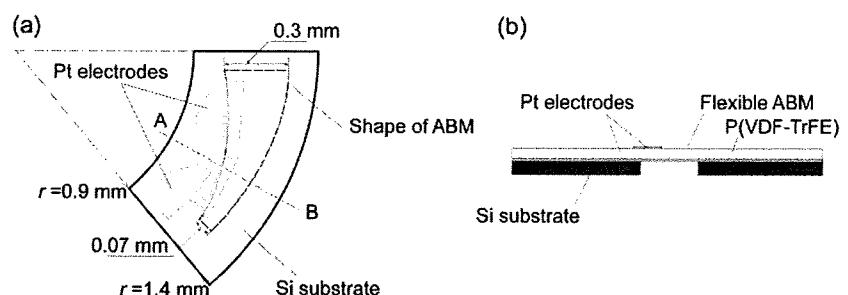 (a)
0.3 mm
Pt electrodes
A
Shape of ABM
r=0.9 mm
B
0.07 mm
Si substrate
r=1.4 mm
(b)
Pt electrodes
Flexible ABM
P(VDF-TrFE)
Si substrate